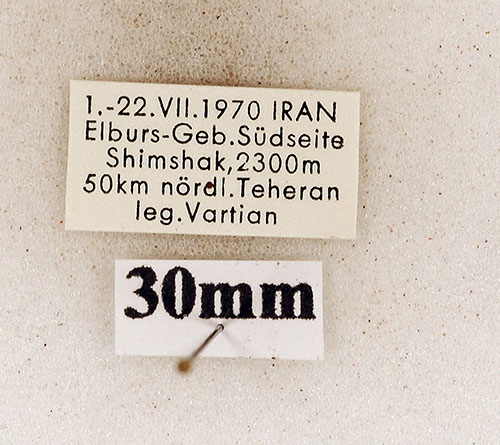 1.-22.VII.1970 IRAN
Elburs-Geb.Südseite
Shimshak,2300m
50km nördl.Teheran
leg.Vartian
30mm